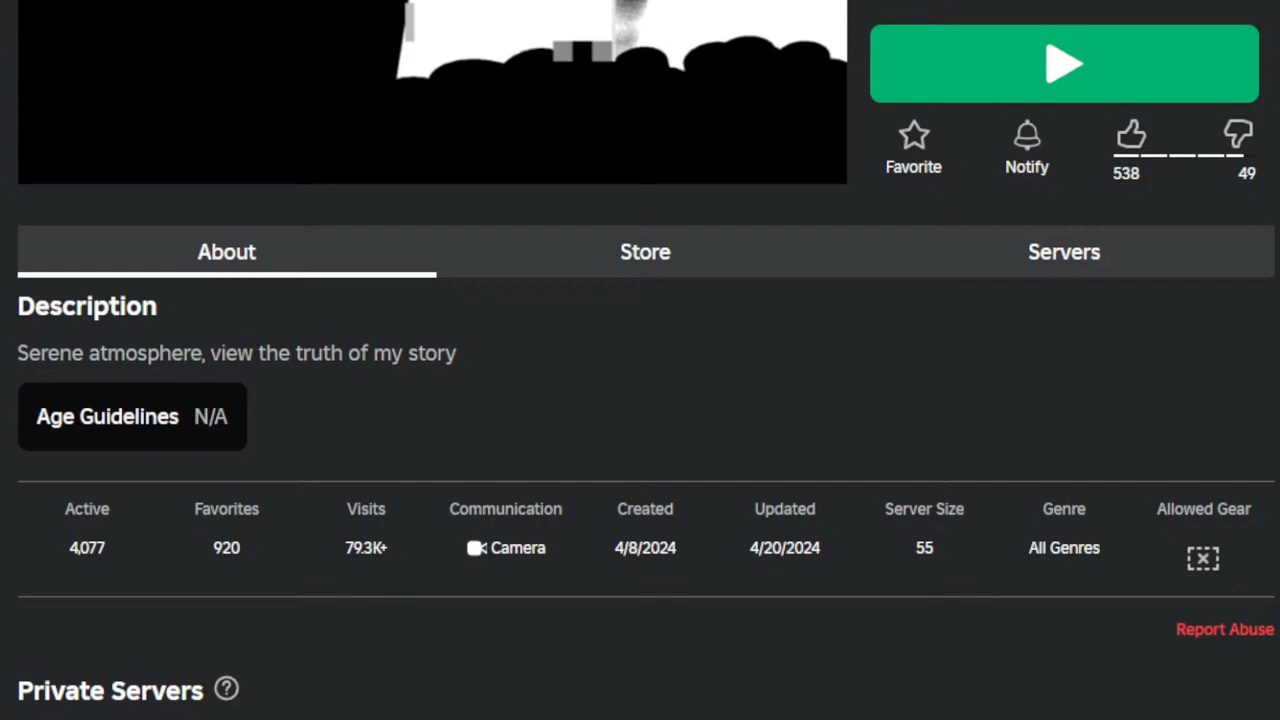 Favorite
Notify
538
49
About
Store
Servers
Description
Serene atmosphere, view the truth of my story
Age Guidelines N/A
Active Favorites Visits Communication Created Updated Server Size Genre Allowed Gear
4,077 920 79.3K+ Camera 4/8/2024 4/20/2024 55 All Genres
Report Abuse
Private Servers ?